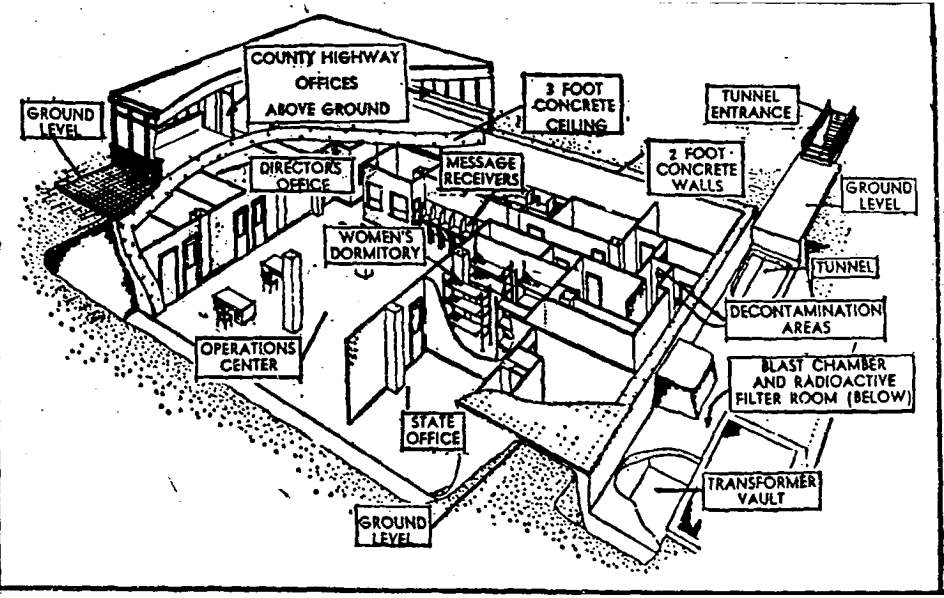 COUNTY HIGHWAY
OFFICES
ABOVE GROUND
3 FOOT
CONCRETE
CEILING
TUNNEL
ENTRANCE
GROUND
LEVEL
DIRECTORS
OFFICE
MESSAGE
RECEIVERS
2 FOOT
CONCRETE
WALLS
GROUND
LEVEL
WOMEN'S
DORMITORY
TUNNEL
DECONTAMINATION
AREAS
OPERATIONS
CENTER
BLAST CHAMBER
AND RADIOACTIVE
FILTER ROOM (BELOW)
STATE
OFFICE
TRANSFORMER
VAULT
GROUND
LEVEL